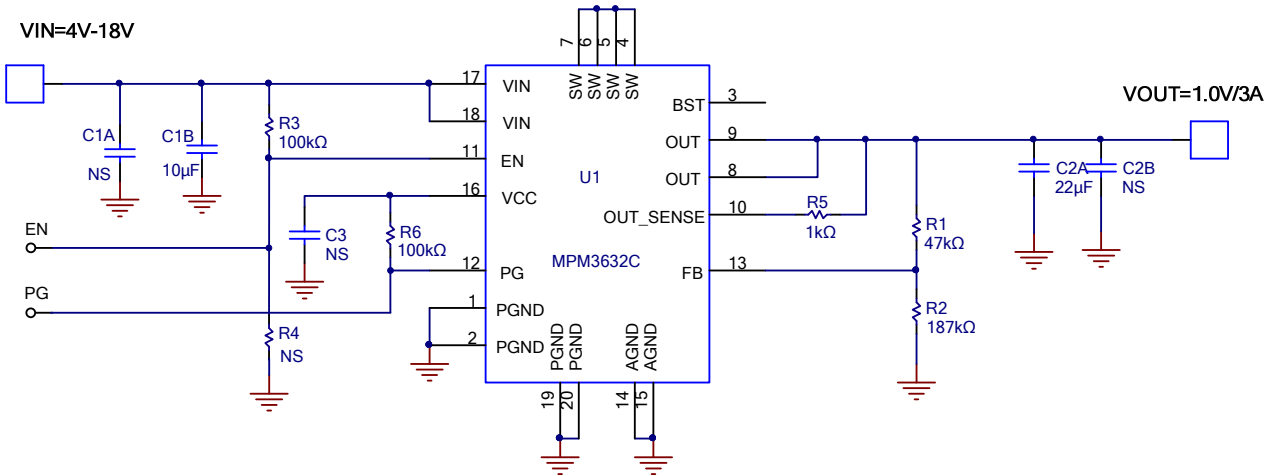 VIN=4V-18V
VOUT=1.0V/3A
7
6
5
4
SW
SW
SW
SW
17
VIN
18
VIN
11
EN
16
VCC
12
PG
1
PGND
2
PGND
BST
3
OUT
9
OUT
8
OUT_SENSE
10
FB
13
U1
MPM3632C
PGND
PGND
AGND
AGND
19
20
14
15
C1A
NS
C1B
10µF
R3
100kΩ
EN
PG
C3
NS
R6
100kΩ
R4
NS
R5
1kΩ
R1
47kΩ
R2
187kΩ
C2A
22µF
C2B
NS